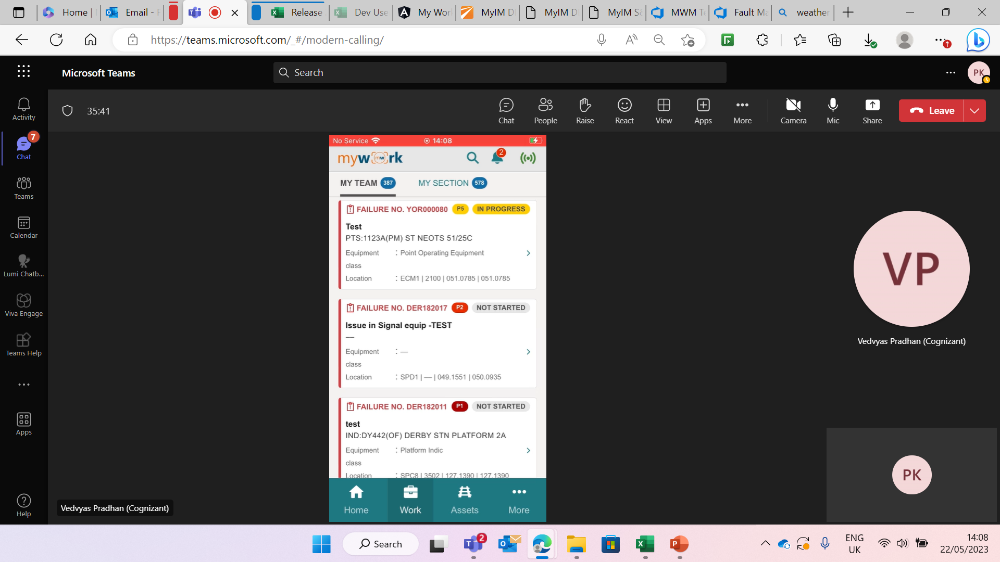 Home |
Email -
Release
Dev Use
My Wor
MyIM D
MyIM D
MyIM S
MWM Te
Fault Ma
weather
https://teams.microsoft.com/_#/modern-calling/
Microsoft Teams
Search
PK
35:41
Chat
People
Raise
React
View
Apps
More
Camera
Mic
Share
Leave
Activity
7
Chat
Teams
Calendar
Lumi Chatb...
Viva Engage
Teams Help
Apps
Help
No Service
14:08
mywork
mw
2
MY TEAM 387
MY SECTION 578
FAILURE NO. YOR000080 P5 IN PROGRESS
Test
PTS:1123A(PM) ST NEOTS 51/25C
Equipment class : Point Operating Equipment
Location : ECM1 | 2100 | 051.0785 | 051.0785
FAILURE NO. DER182017 P2 NOT STARTED
Issue in Signal equip -TEST
—
Equipment class : —
Location : SPD1 | — | 049.1551 | 050.0935
FAILURE NO. DER182011 P1 NOT STARTED
test
IND:DY442(OF) DERBY STN PLATFORM 2A
Equipment class : Platform Indic
Location : SPC8 | 3502 | 127.1390 | 127.1390
Home
Work
Assets
More
VP
Vedvyas Pradhan (Cognizant)
PK
Vedvyas Pradhan (Cognizant)
Search
2
ENG
UK
14:08
22/05/2023